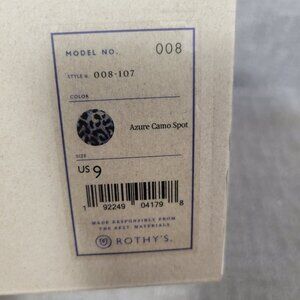 MODEL NO. 008
STYLE N. 008-107
COLOR
Azure Camo Spot
SIZE
US 9
1 92249 04179 8
MADE RESPONSIBLY FROM
THE BEST MATERIALS
ROTHY'S.